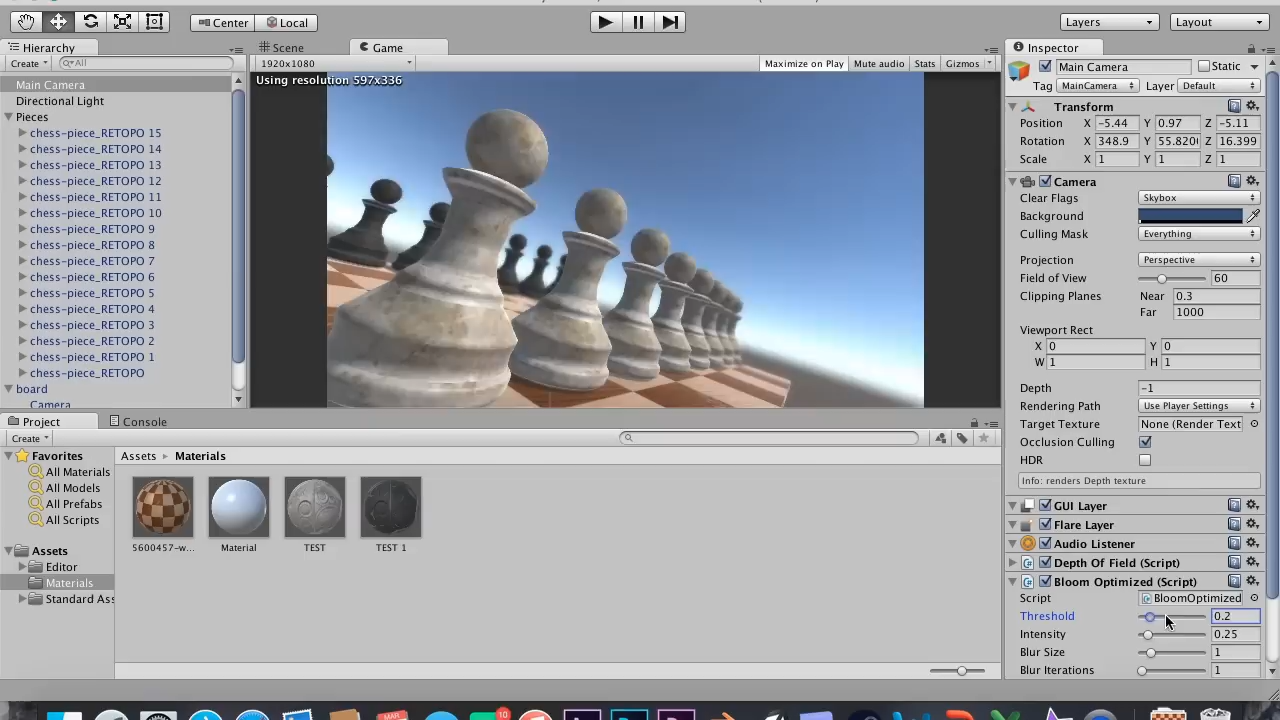 Center Local
Layers Layout
Hierarchy
Create All
Main Camera
Directional Light
Pieces
chess-piece_RETOPO 15
chess-piece_RETOPO 14
chess-piece_RETOPO 13
chess-piece_RETOPO 12
chess-piece_RETOPO 11
chess-piece_RETOPO 10
chess-piece_RETOPO 9
chess-piece_RETOPO 8
chess-piece_RETOPO 7
chess-piece_RETOPO 6
chess-piece_RETOPO 5
chess-piece_RETOPO 4
chess-piece_RETOPO 3
chess-piece_RETOPO 2
chess-piece_RETOPO 1
chess-piece_RETOPO
board
Camera
Scene Game
1920x1080 Maximize on Play Mute audio Stats Gizmos
Using resolution 597x336
Project Console
Create
Favorites
All Materials
All Models
All Prefabs
All Scripts
Assets
Editor
Materials
Standard Ass
Assets Materials
5600457-w... Material TEST TEST 1
Inspector
Main Camera Static
Tag MainCamera Layer Default
Transform
Position X -5.44 Y 0.97 Z -5.11
Rotation X 348.9 Y 55.820 Z 16.399
Scale X 1 Y 1 Z 1
Camera
Clear Flags Skybox
Background
Culling Mask Everything
Projection Perspective
Field of View 60
Clipping Planes Near 0.3
Far 1000
Viewport Rect
X 0 Y 0
W 1 H 1
Depth -1
Rendering Path Use Player Settings
Target Texture None (Render Text
Occlusion Culling
HDR
Info: renders Depth texture
GUI Layer
Flare Layer
Audio Listener
Depth Of Field (Script)
Bloom Optimized (Script)
Script BloomOptimized
Threshold 0.2
Intensity 0.25
Blur Size 1
Blur Iterations 1
MAR 10